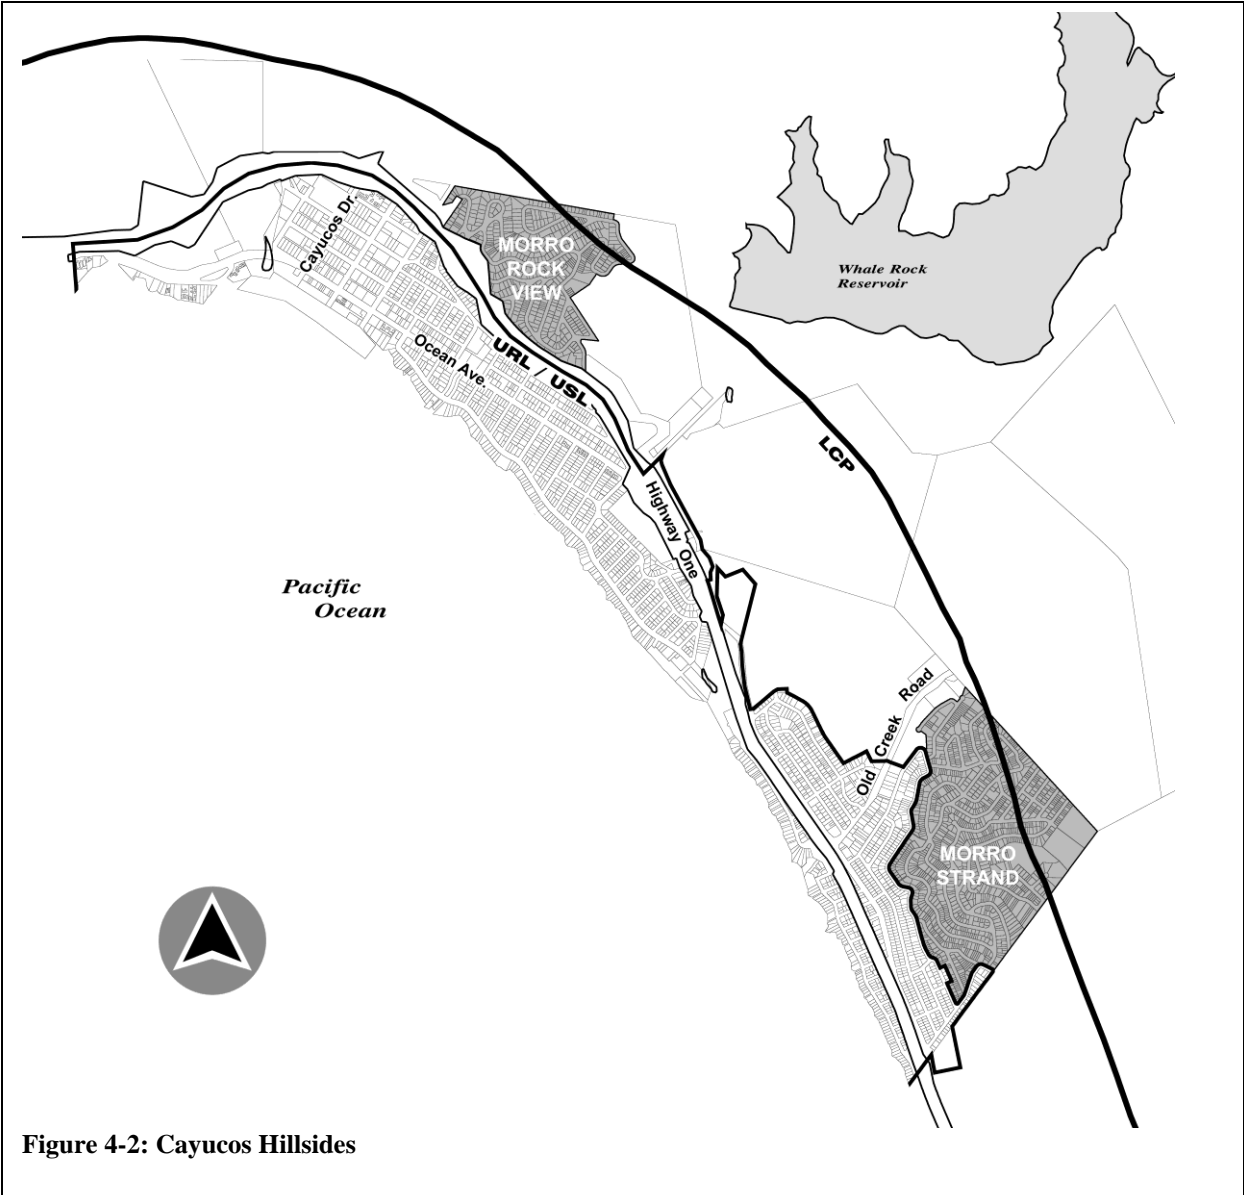 Cayucos Dr.
MORRO
ROCK
VIEW
Whale Rock
Reservoir
Ocean Ave.
URL / USL
LCP
Highway One
Pacific
Ocean
Old Creek Road
MORRO
STRAND
Figure 4-2: Cayucos Hillsides